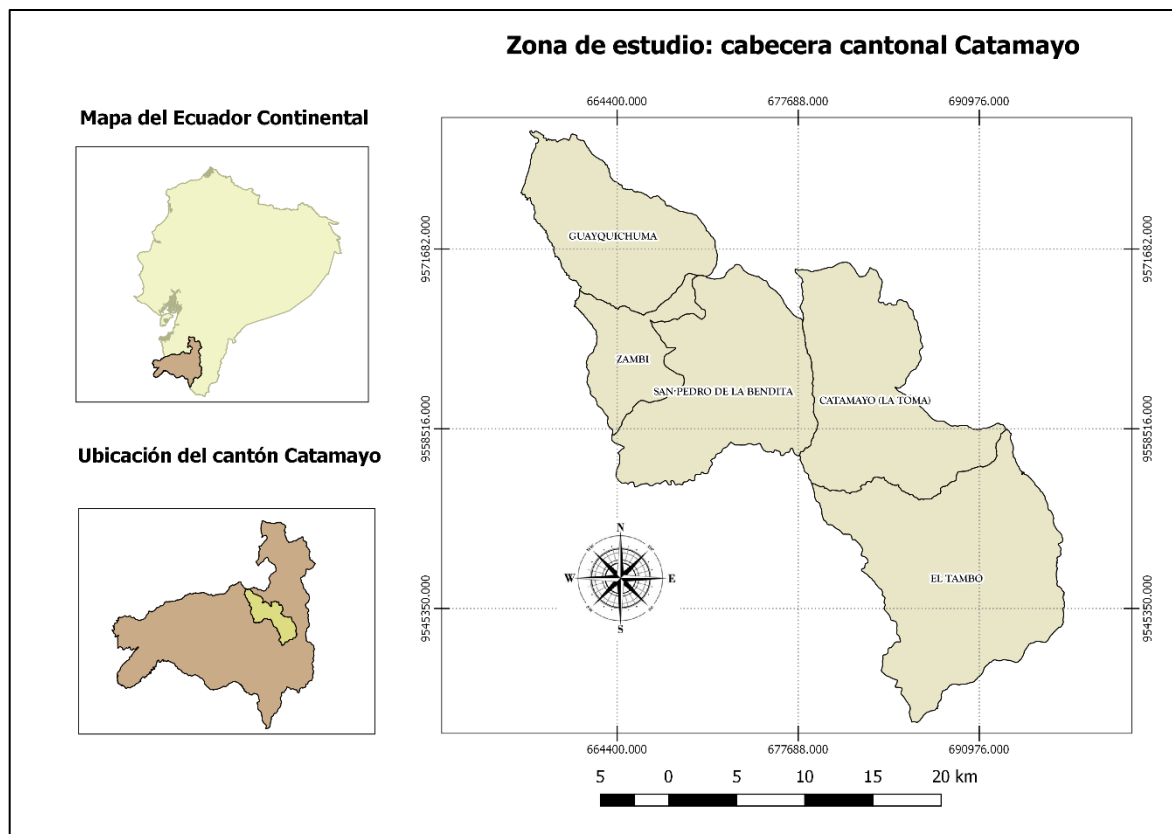 Zona de estudio: cabecera cantonal Catamayo
Mapa del Ecuador Continental
Ubicación del cantón Catamayo
664400.000 677688.000 690976.000
9571682.000 9571682.000
9558516.000 9558516.000
9545350.000 9545350.000
GUAYQUICHUMA
ZAMBI
SAN PEDRO DE LA BENDITA
CATAMAYO (LA TOMA)
EL TAMBO
N
W E
S
664400.000 677688.000 690976.000
5 0 5 10 15 20 km